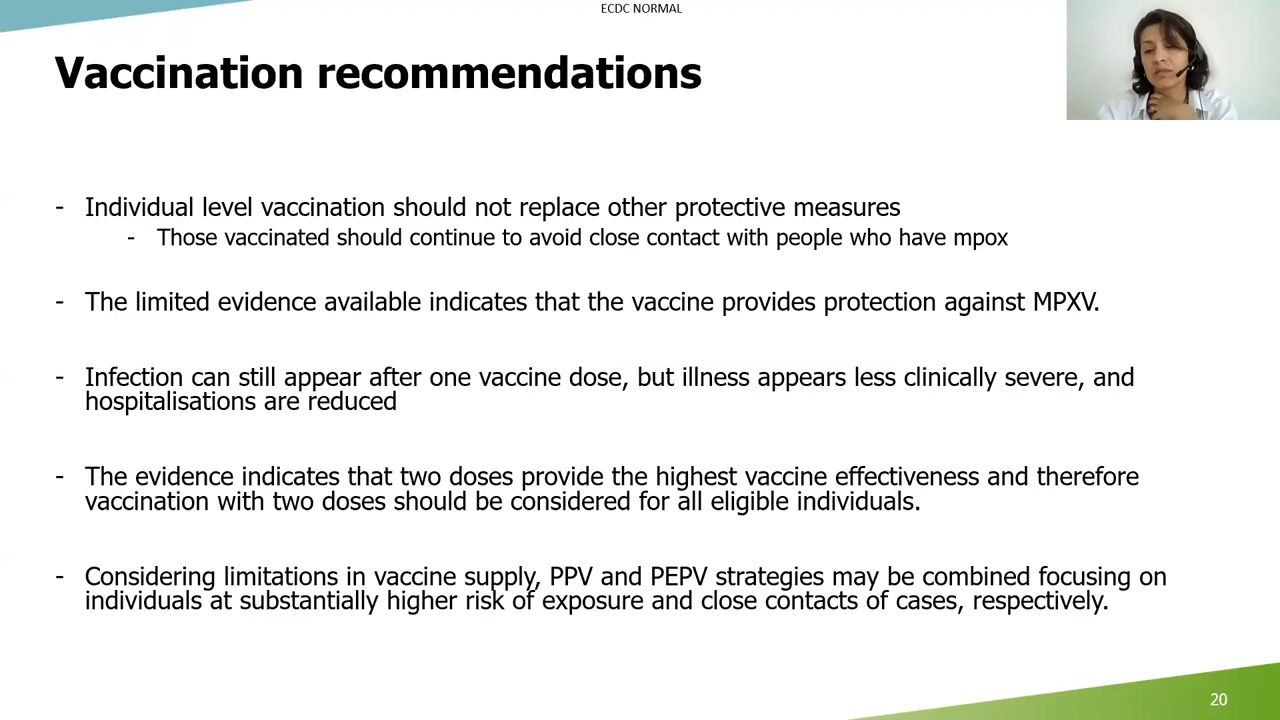 ECDC NORMAL
Vaccination recommendations
- Individual level vaccination should not replace other protective measures
- Those vaccinated should continue to avoid close contact with people who have mpox
- The limited evidence available indicates that the vaccine provides protection against MPXV.
- Infection can still appear after one vaccine dose, but illness appears less clinically severe, and
hospitalisations are reduced
- The evidence indicates that two doses provide the highest vaccine effectiveness and therefore
vaccination with two doses should be considered for all eligible individuals.
- Considering limitations in vaccine supply, PPV and PEPV strategies may be combined focusing on
individuals at substantially higher risk of exposure and close contacts of cases, respectively.
20